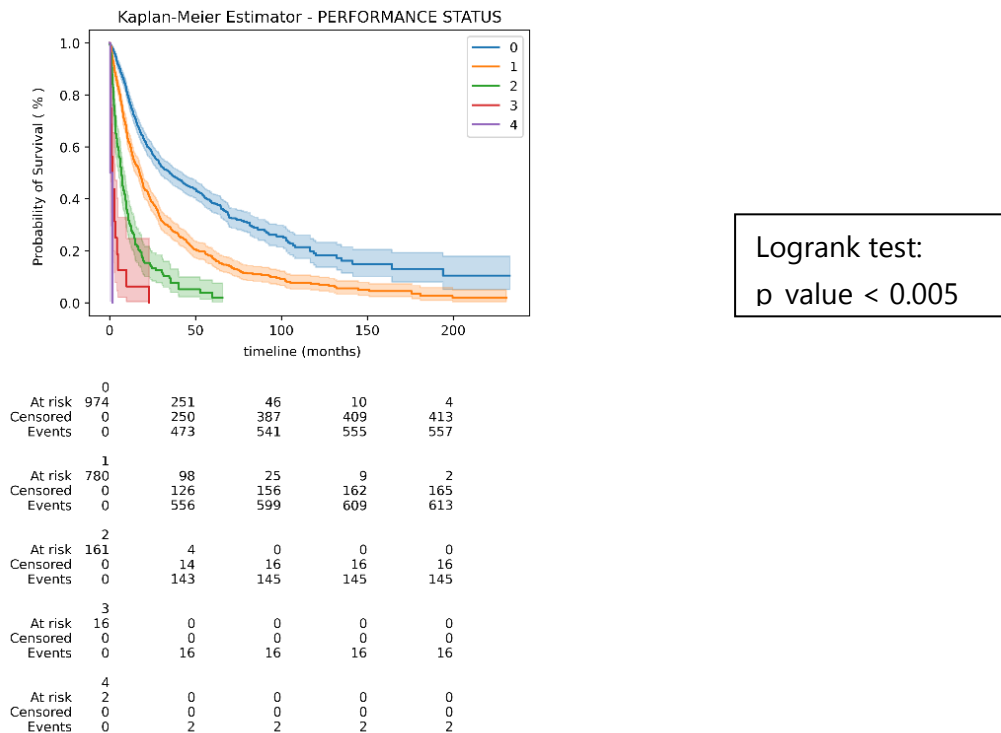 Kaplan-Meier Estimator - PERFORMANCE STATUS
Probability of Survival ( % )
1.0
0.8
0.6
0.4
0.2
0.0
0
1
2
3
4
0 50 100 150 200
timeline (months)
Logrank test:
p value < 0.005
0
At risk 974 251 46 10 4
Censored 0 250 387 409 413
Events 0 473 541 555 557
1
At risk 780 98 25 9 2
Censored 0 126 156 162 165
Events 0 556 599 609 613
2
At risk 161 4 0 0 0
Censored 0 14 16 16 16
Events 0 143 145 145 145
3
At risk 16 0 0 0 0
Censored 0 0 0 0 0
Events 0 16 16 16 16
4
At risk 2 0 0 0 0
Censored 0 0 0 0 0
Events 0 2 2 2 2